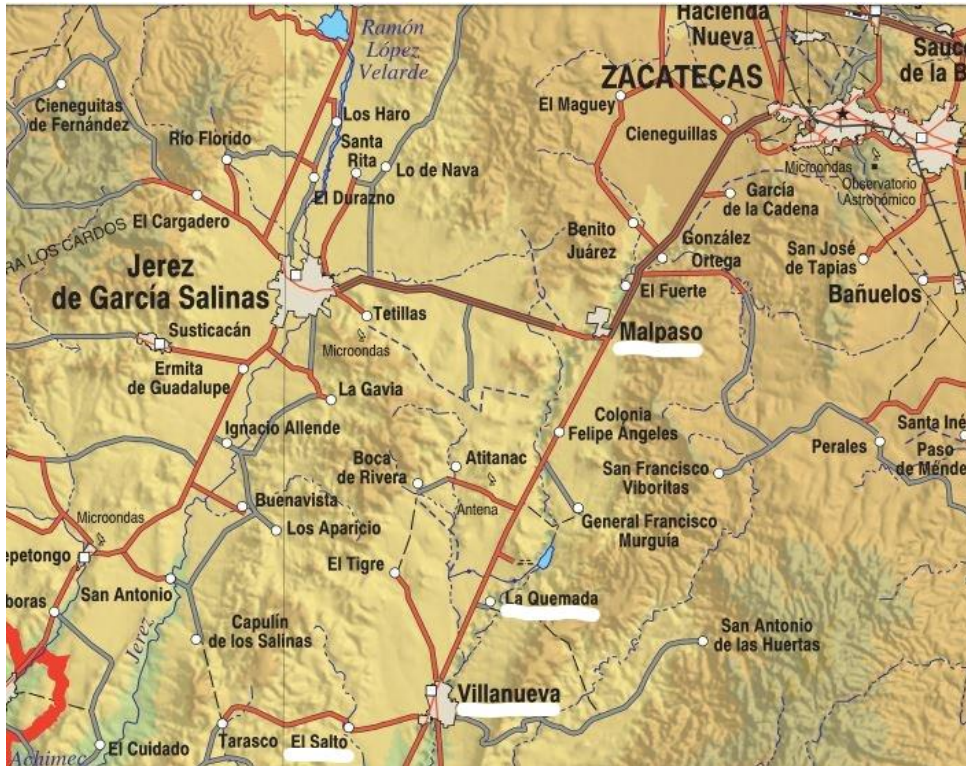 Ramón
López
Velarde
Hacienda
Nueva
ZACATECAS
Sauce
de la B
Cieneguitas
de Fernández
El Maguey
Cieneguillas
Los Haro
Río Florido
Santa
Rita
Lo de Nava
El Durazno
Microondas
Observatorio
Astronómico
García
de la Cadena
El Cargadero
RA LOS CARDOS
Benito
Juárez
González
Ortega
San José
de Tapias
Jerez
de García Salinas
El Fuerte
Bañuelos
Tetillas
Malpaso
Susticacán
Microondas
Ermita
de Guadalupe
La Gavia
Colonia
Felipe Angeles
Ignacio Allende
Perales
Santa Iné
Paso
de Ménde
Boca
de Rivera
Atitanac
San Francisco
Viboritas
Buenavista
Antena
Microondas
Los Aparicio
General Francisco
Murguía
epetongo
El Tigre
San Antonio
La Quemada
boras
Capulín
de los Salinas
San Antonio
de las Huertas
Jerez
Villanueva
El Cuidado
Tarasco
El Salto
Achimec